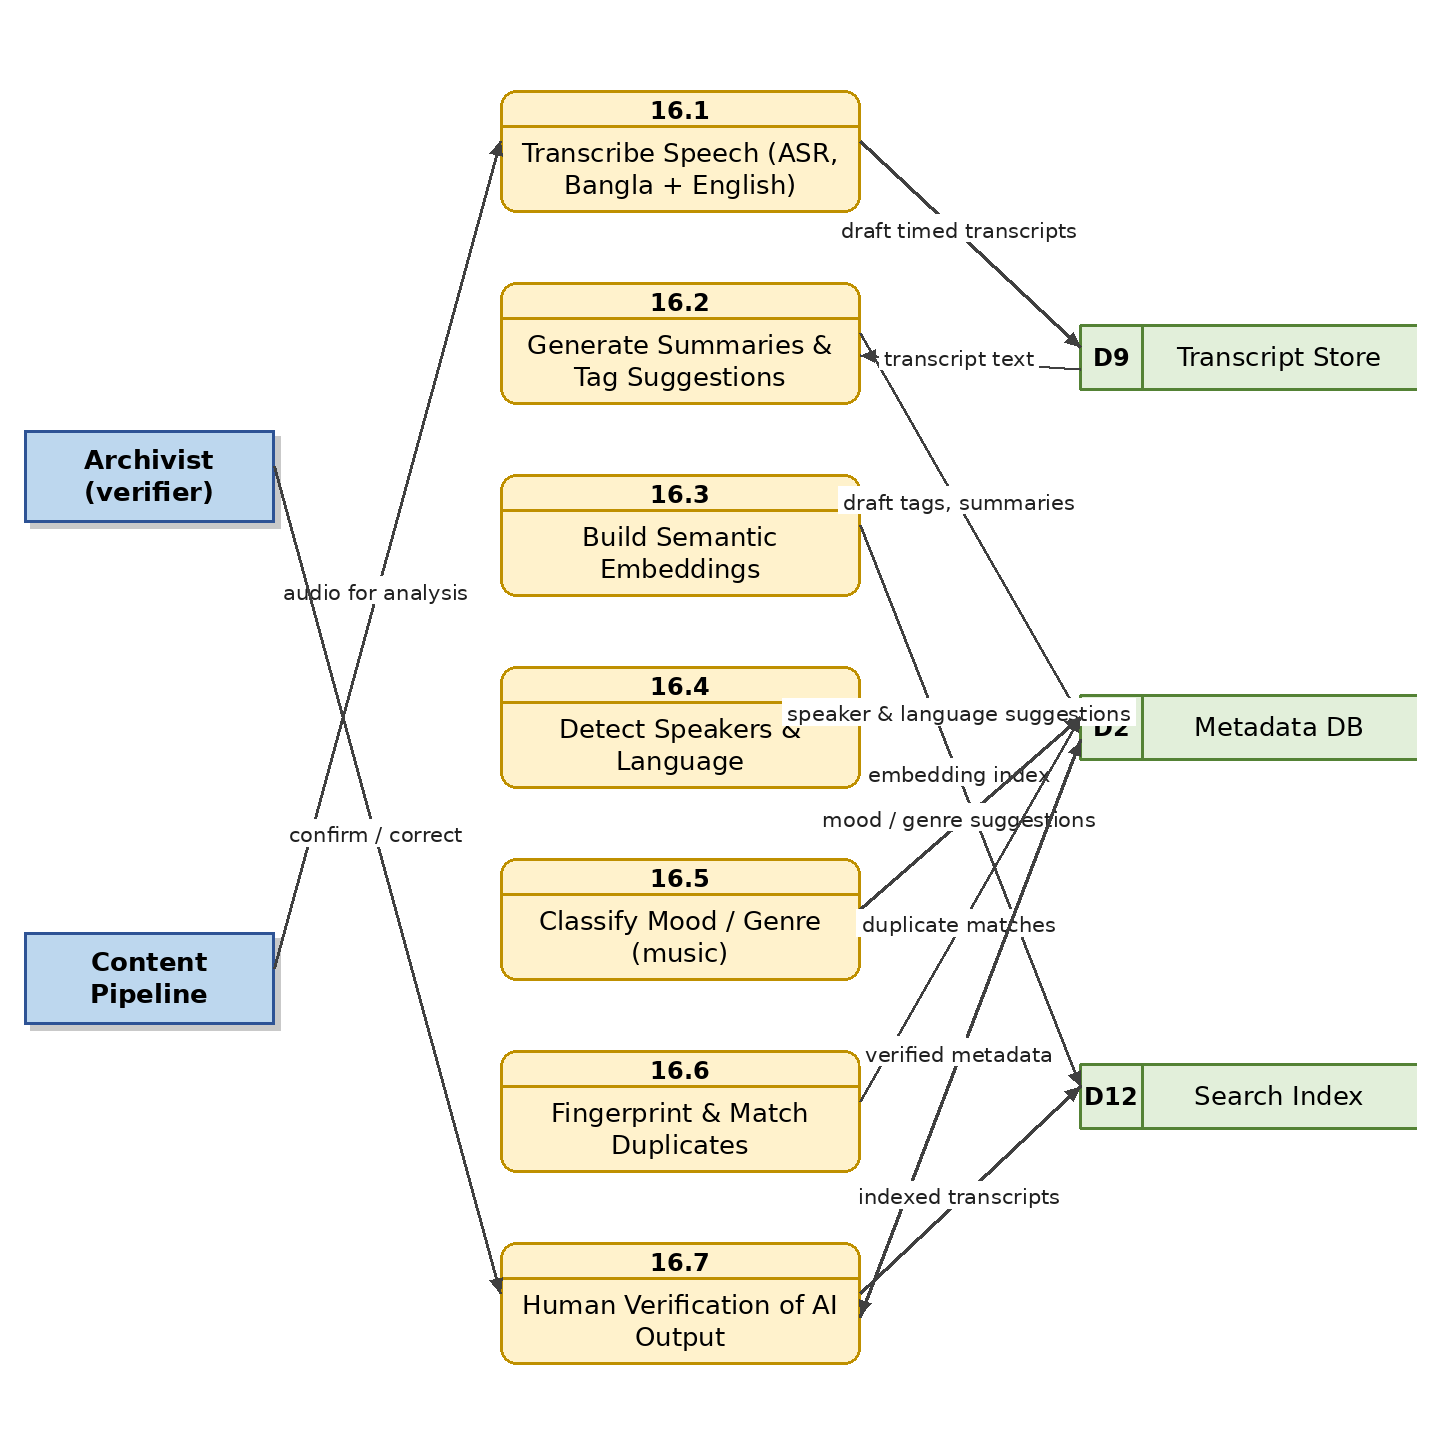 16.1
Transcribe Speech (ASR,
Bangla + English)
draft timed transcripts
16.2
Generate Summaries &
Tag Suggestions
transcript text
D9
Transcript Store
Archivist
(verifier)
16.3
draft tags, summaries
Build Semantic
Embeddings
audio for analysis
16.4
speaker & language suggestions
Detect Speakers &
Language
D2
Metadata DB
embedding index
mood / genre suggestions
confirm / correct
16.5
Classify Mood / Genre
(music)
duplicate matches
Content
Pipeline
16.6
verified metadata
Fingerprint & Match
Duplicates
D12
Search Index
indexed transcripts
16.7
Human Verification of AI
Output